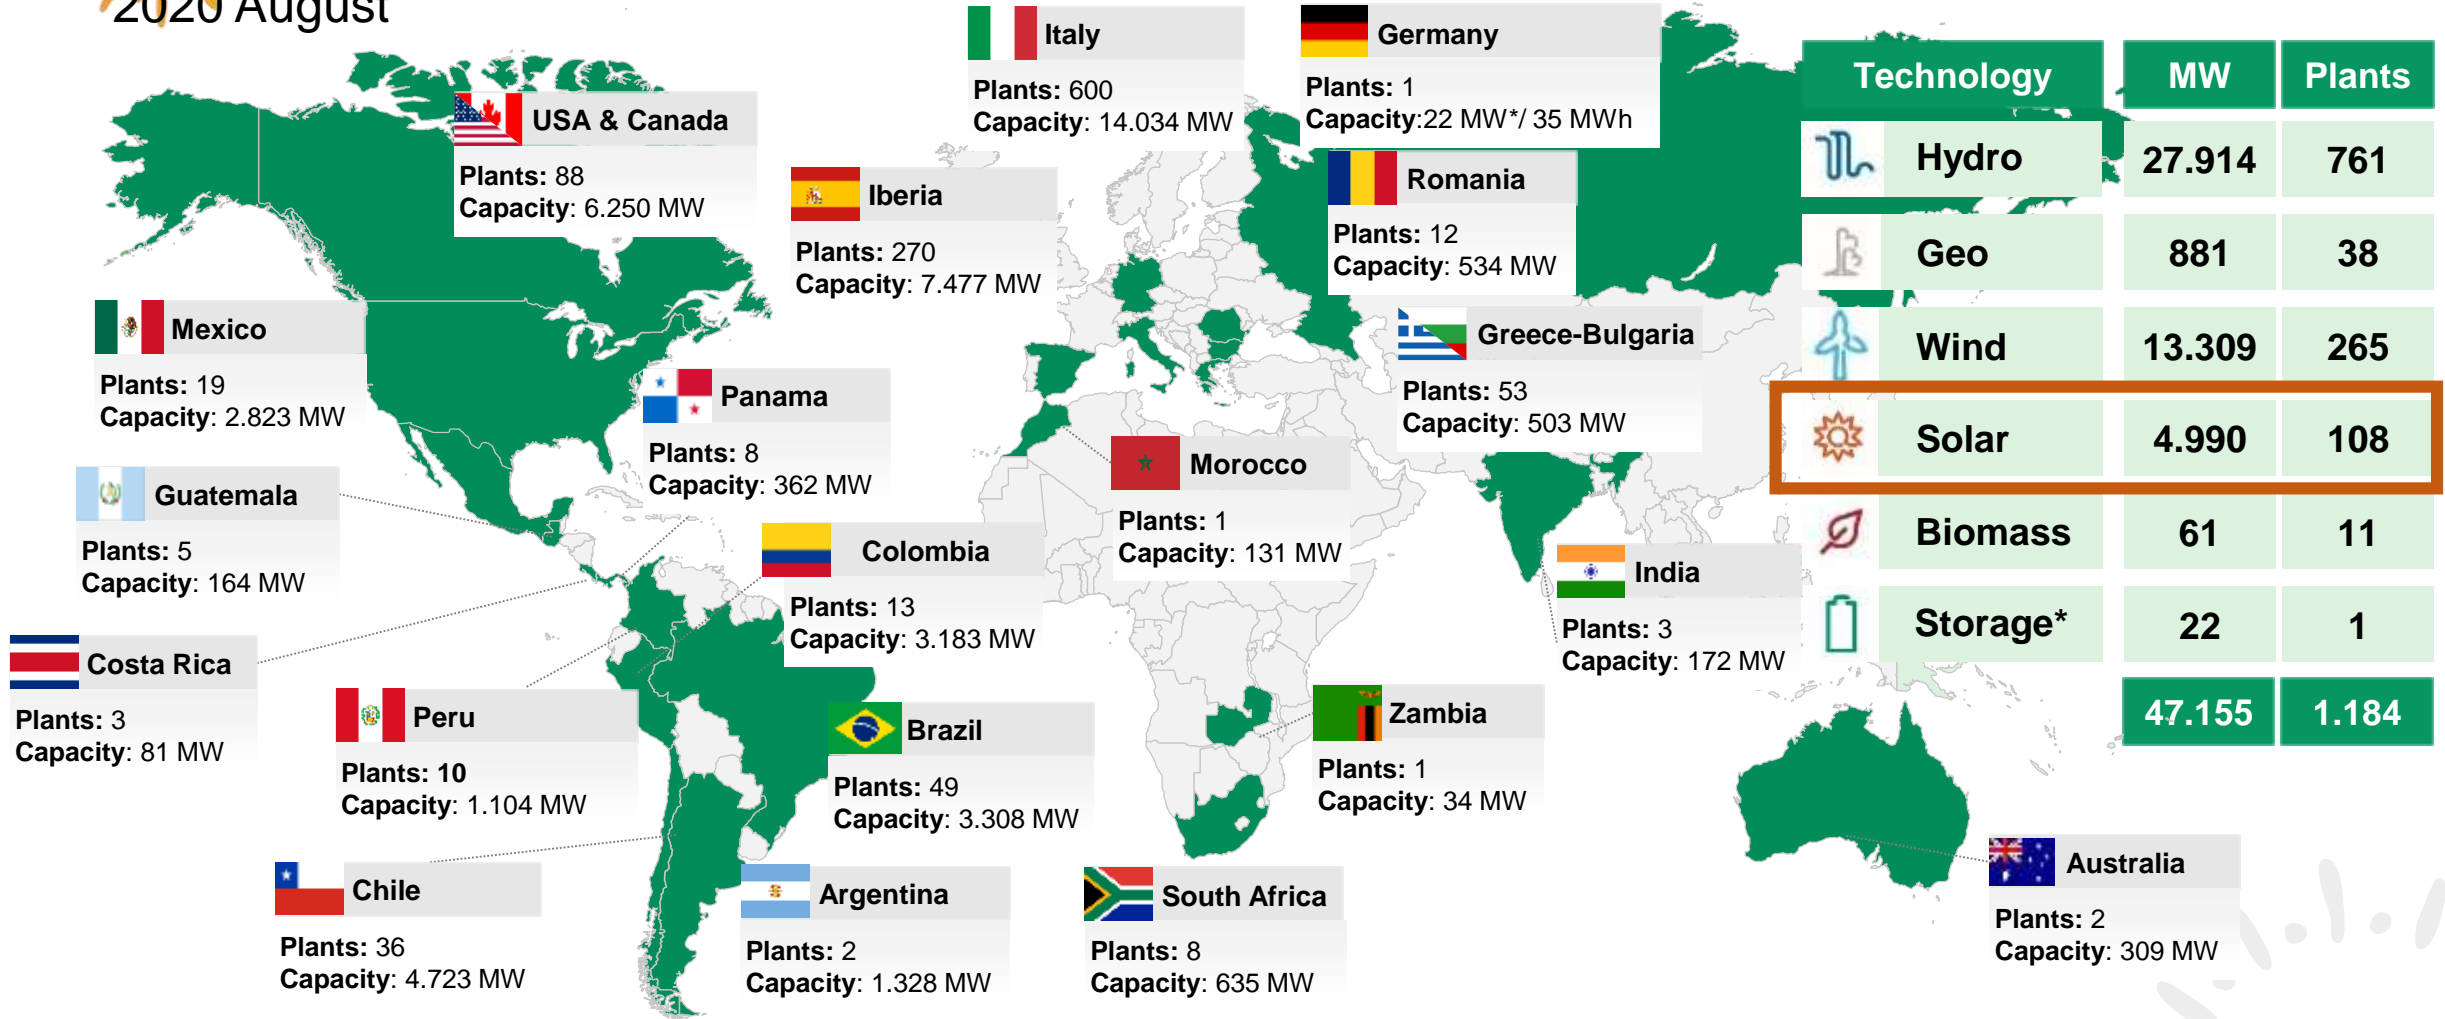 2020 August
Italy
Plants: 600
Capacity: 14.034 MW
Germany
Plants: 1
Capacity:22 MW*/ 35 MWh
USA & Canada
Plants: 88
Capacity: 6.250 MW
Iberia
Plants: 270
Capacity: 7.477 MW
Romania
Plants: 12
Capacity: 534 MW
Mexico
Plants: 19
Capacity: 2.823 MW
Greece-Bulgaria
Plants: 53
Capacity: 503 MW
Panama
Plants: 8
Capacity: 362 MW
Morocco
Plants: 1
Capacity: 131 MW
Guatemala
Plants: 5
Capacity: 164 MW
Colombia
Plants: 13
Capacity: 3.183 MW
India
Plants: 3
Capacity: 172 MW
Costa Rica
Plants: 3
Capacity: 81 MW
Peru
Plants: 10
Capacity: 1.104 MW
Brazil
Plants: 49
Capacity: 3.308 MW
Zambia
Plants: 1
Capacity: 34 MW
Chile
Plants: 36
Capacity: 4.723 MW
Argentina
Plants: 2
Capacity: 1.328 MW
South Africa
Plants: 8
Capacity: 635 MW
Australia
Plants: 2
Capacity: 309 MW
Technology MW Plants
Hydro 27.914 761
Geo 881 38
Wind 13.309 265
Solar 4.990 108
Biomass 61 11
Storage* 22 1
47.155 1.184